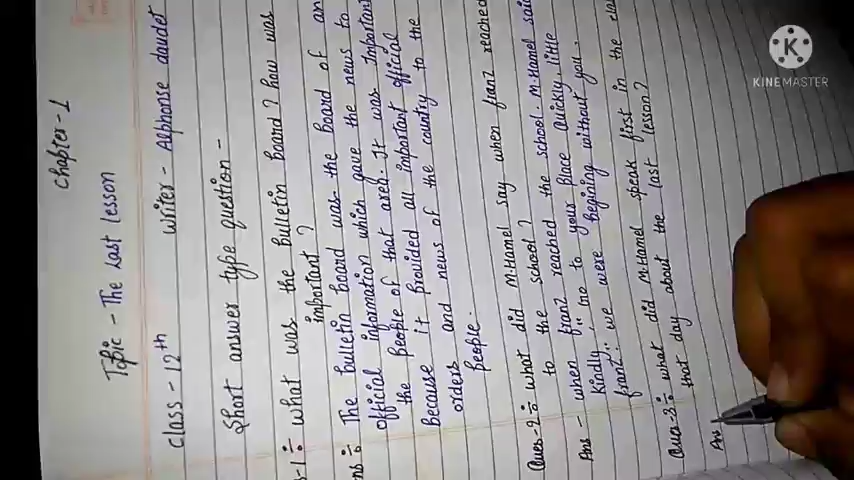 Chapter-1
Topic - The Last lesson
Class - 12th writer - Alphonse daudet
Short answer type question -
-1 ÷ what was the bulletin board? how was
important?
ns ÷ The bulletin board was the board of an
official information which gave the news to
the people of that area. It was important
because it provided all important official
orders and news of the country to the
people.
Ques-2 ÷ what did M.Hamel say when franz reached
to the school?
Ans - when franz reached the school. M.Hamel said
kindly, "Go to your place quickly, little
franz": we were begining without you.
Ques-3 ÷ what did M.Hamel speak first in the cla
that day about the last lesson?
Ans
KINEMASTER